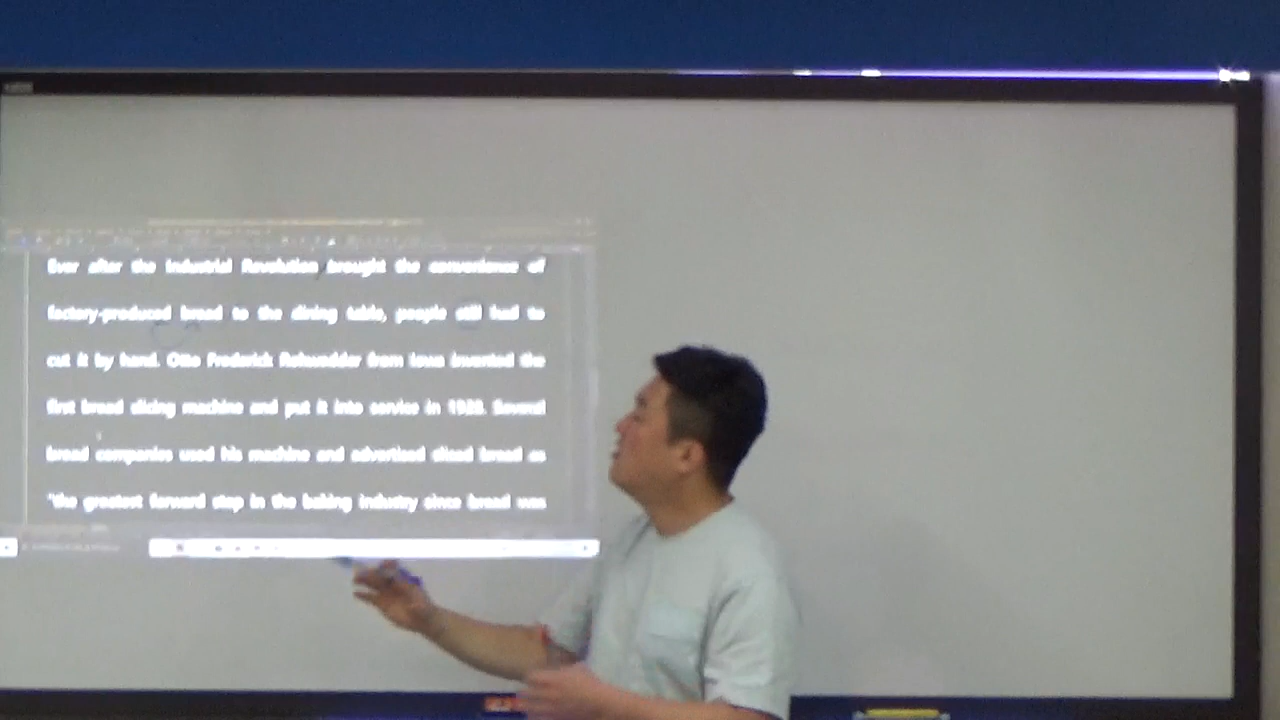 Ever after the Industrial Revolution brought the convenience of
factory-produced bread to the dining table, people still had to
cut it by hand. Otto Frederick Rohwedder from Iowa invented the
first bread slicing machine and put it into service in 1928. Several
bread companies used his machine and advertised sliced bread as
"the greatest forward step in the baking industry since bread was